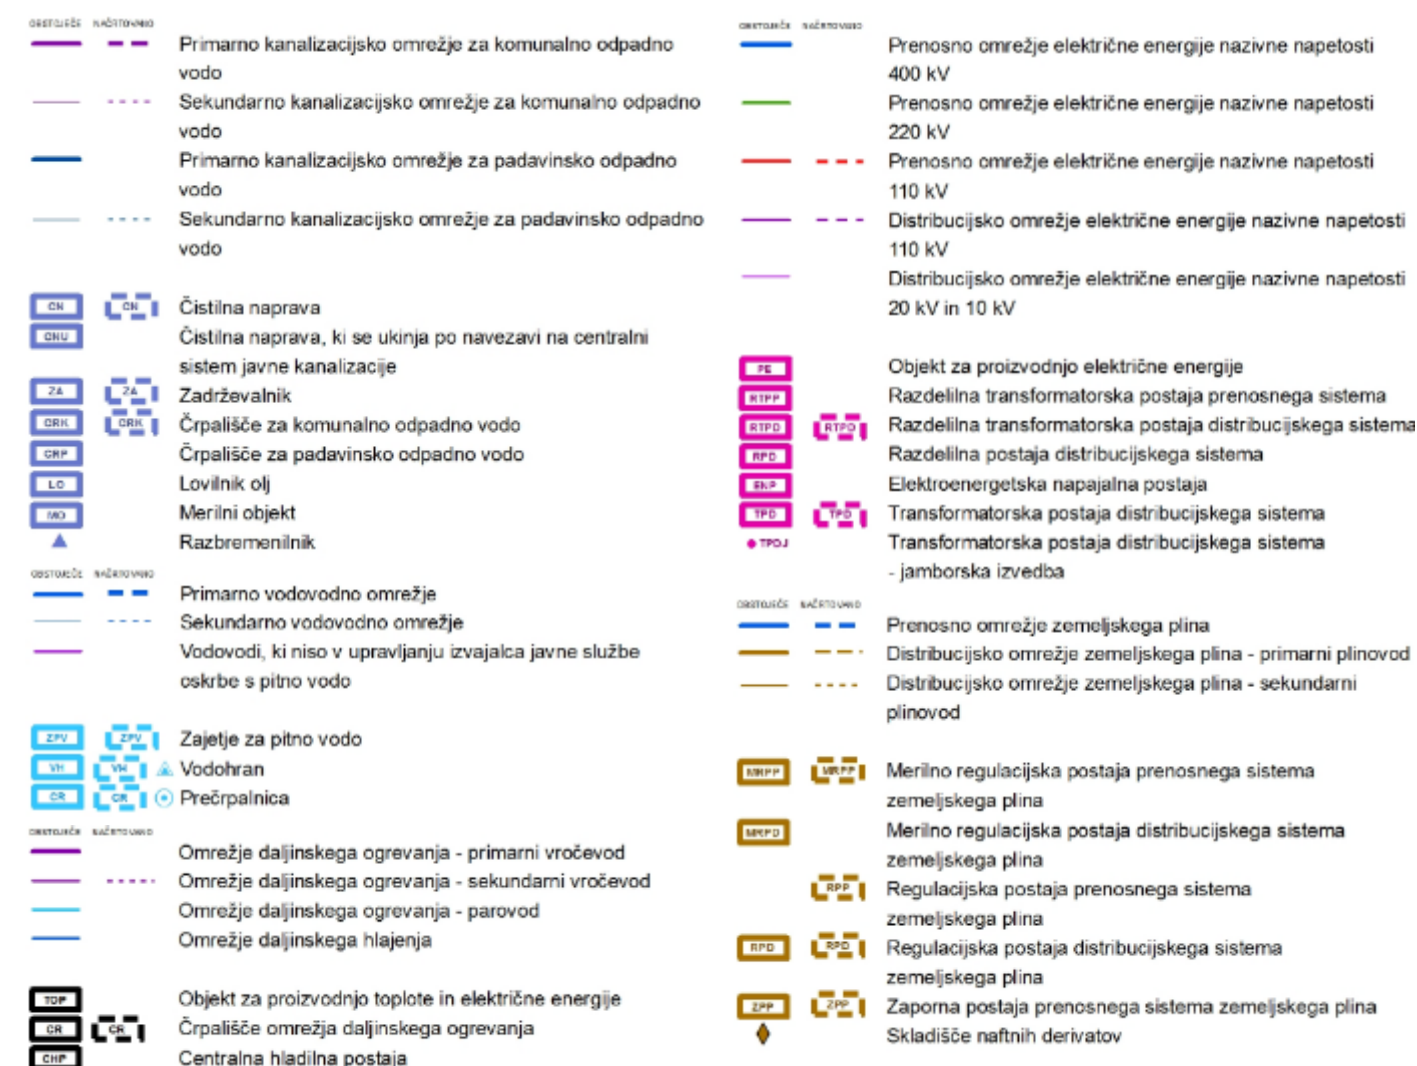 OBSTOJEČE NAČRTOVANO
Primarno kanalizacijsko omrežje za komunalno odpadno
vodo
Sekundarno kanalizacijsko omrežje za komunalno odpadno
vodo
Primarno kanalizacijsko omrežje za padavinsko odpadno
vodo
Sekundarno kanalizacijsko omrežje za padavinsko odpadno
vodo
CN CN Čistilna naprava
CNU Čistilna naprava, ki se ukinja po navezavi na centralni
sistem javne kanalizacije
ZA ZA Zadrževalnik
CRK CRK Črpališče za komunalno odpadno vodo
CRP Črpališče za padavinsko odpadno vodo
LO Lovilnik olj
MO Merilni objekt
Razbremenilnik
OBSTOJEČE NAČRTOVANO
Primarno vodovodno omrežje
Sekundarno vodovodno omrežje
Vodovodi, ki niso v upravljanju izvajalca javne službe
oskrbe s pitno vodo
ZPV ZPV Zajetje za pitno vodo
VH VH Vodohran
CR CR Prečrpalnica
OBSTOJEČE NAČRTOVANO
Omrežje daljinskega ogrevanja - primarni vročevod
Omrežje daljinskega ogrevanja - sekundarni vročevod
Omrežje daljinskega ogrevanja - parovod
Omrežje daljinskega hlajenja
TOP Objekt za proizvodnjo toplote in električne energije
CR CR Črpališče omrežja daljinskega ogrevanja
CHP Centralna hladilna postaja
OBSTOJEČE NAČRTOVANO
Prenosno omrežje električne energije nazivne napetosti
400 kV
Prenosno omrežje električne energije nazivne napetosti
220 kV
Prenosno omrežje električne energije nazivne napetosti
110 kV
Distribucijsko omrežje električne energije nazivne napetosti
110 kV
Distribucijsko omrežje električne energije nazivne napetosti
20 kV in 10 kV
PE Objekt za proizvodnjo električne energije
RTPP Razdelilna transformatorska postaja prenosnega sistema
RTPD RTPD Razdelilna transformatorska postaja distribucijskega sistema
RPD Razdelilna postaja distribucijskega sistema
ENP Elektroenergetska napajalna postaja
TPD TPD Transformatorska postaja distribucijskega sistema
TPDJ Transformatorska postaja distribucijskega sistema
- jamborska izvedba
OBSTOJEČE NAČRTOVANO
Prenosno omrežje zemeljskega plina
Distribucijsko omrežje zemeljskega plina - primarni plinovod
Distribucijsko omrežje zemeljskega plina - sekundarni
plinovod
MRPP MRPP Merilno regulacijska postaja prenosnega sistema
zemeljskega plina
MRPD Merilno regulacijska postaja distribucijskega sistema
zemeljskega plina
RPP Regulacijska postaja prenosnega sistema
zemeljskega plina
RPD RPD Regulacijska postaja distribucijskega sistema
zemeljskega plina
ZPP ZPP Zaporna postaja prenosnega sistema zemeljskega plina
Skladišče naftnih derivatov